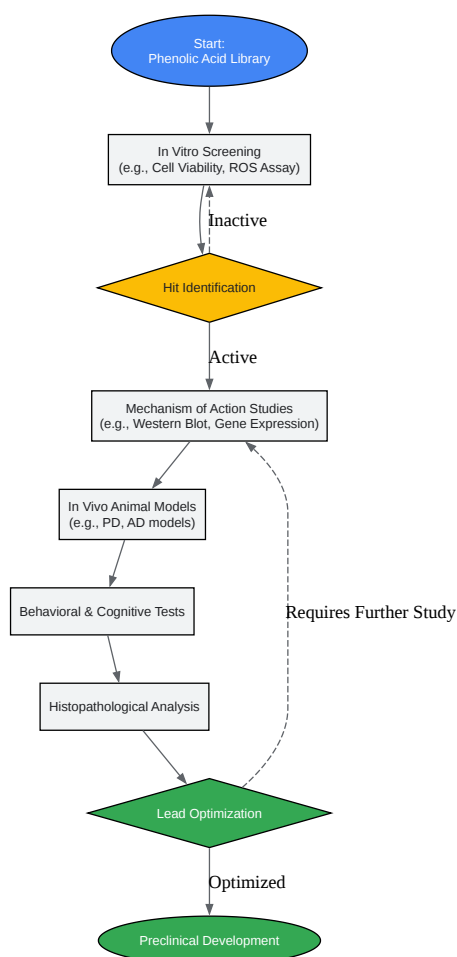 Start:
Phenolic Acid Library
In Vitro Screening
(e.g., Cell Viability, ROS Assay)
Inactive
Hit Identification
Active
Mechanism of Action Studies
(e.g., Western Blot, Gene Expression)
In Vivo Animal Models
(e.g., PD, AD models)
Behavioral & Cognitive Tests
Requires Further Study
Histopathological Analysis
Lead Optimization
Optimized
Preclinical Development